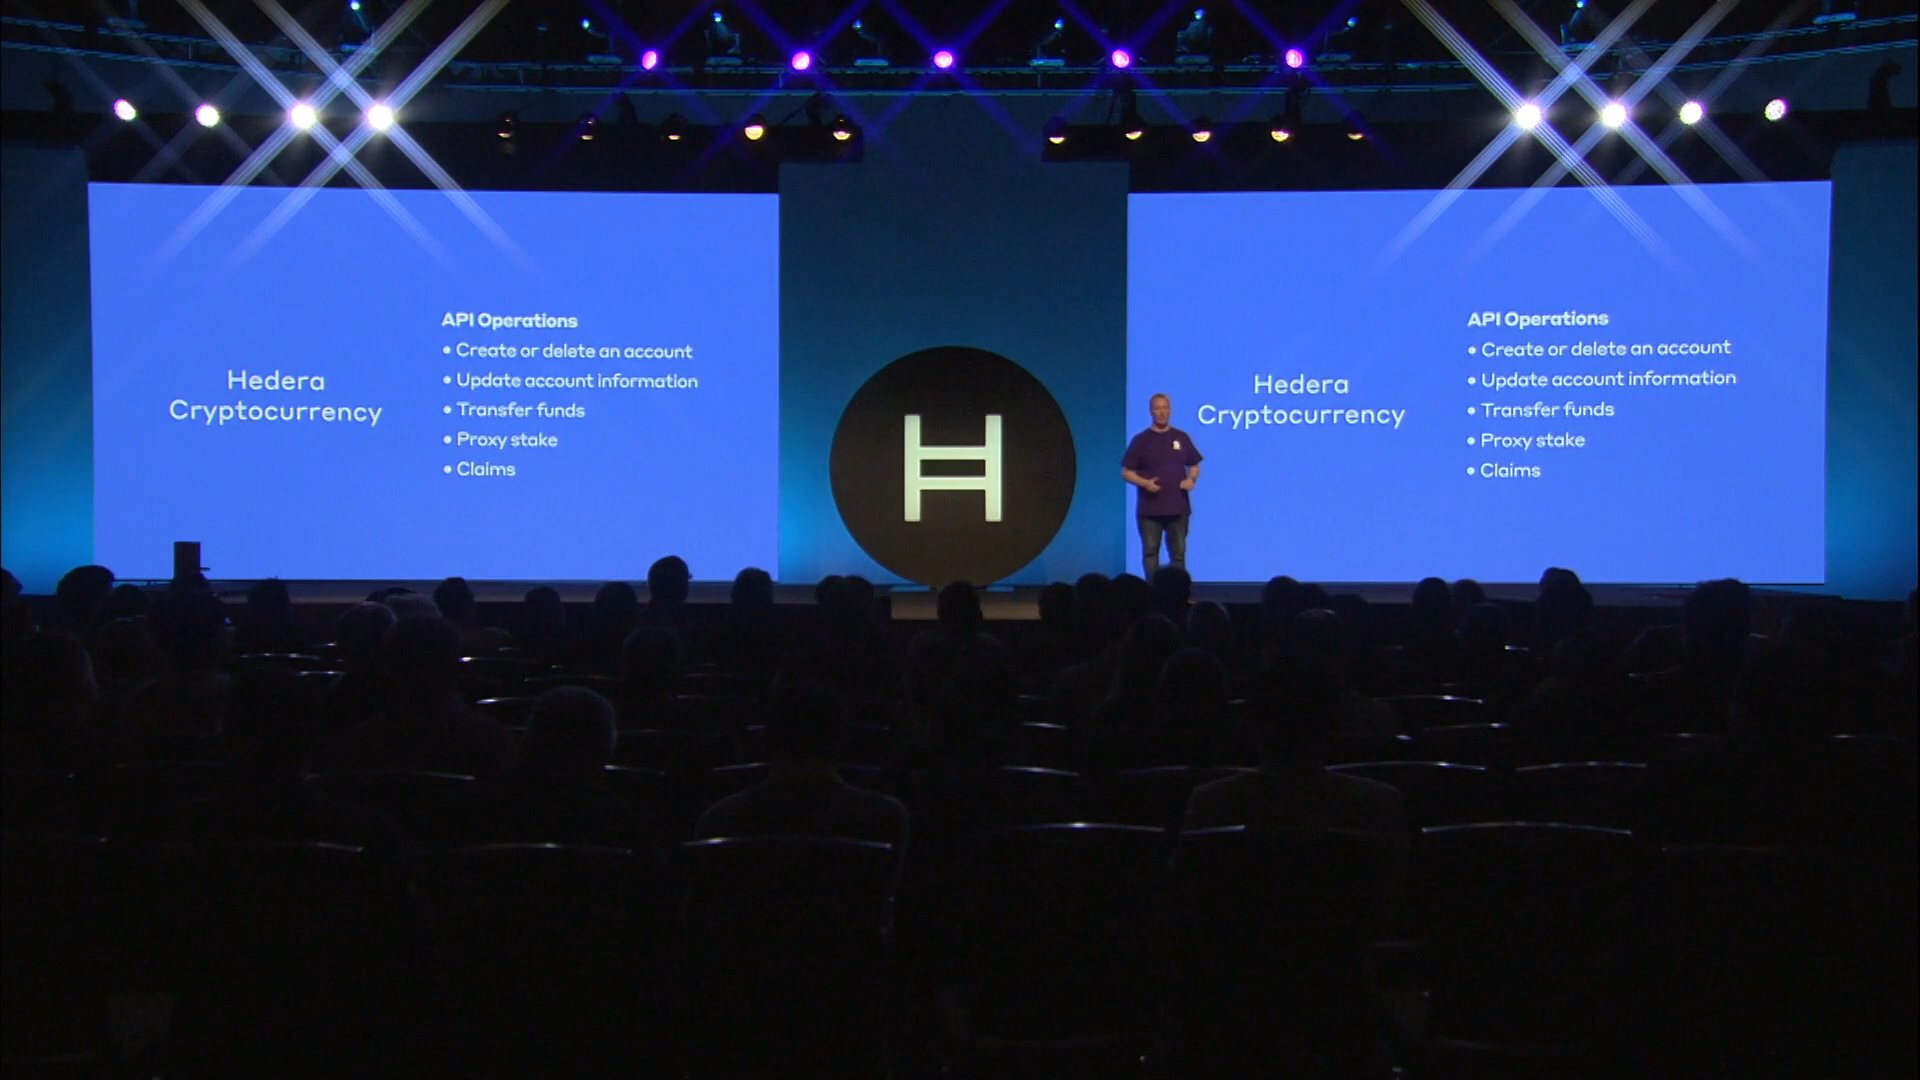 Hedera
Cryptocurrency
API Operations
• Create or delete an account
• Update account information
• Transfer funds
• Proxy stake
• Claims
H
Hedera
Cryptocurrency
API Operations
• Create or delete an account
• Update account information
• Transfer funds
• Proxy stake
• Claims